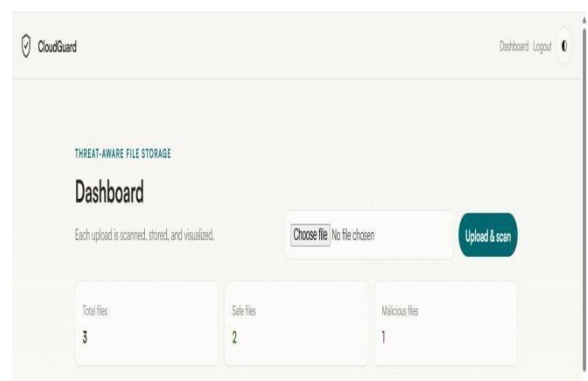 CloudGuard
Dashboard Logout
THREAT-AWARE FILE STORAGE
Dashboard
Each upload is scanned, stored, and visualized.
Choose file No file chosen
Upload & scan
Total files
3
Safe files
2
Malicious files
1